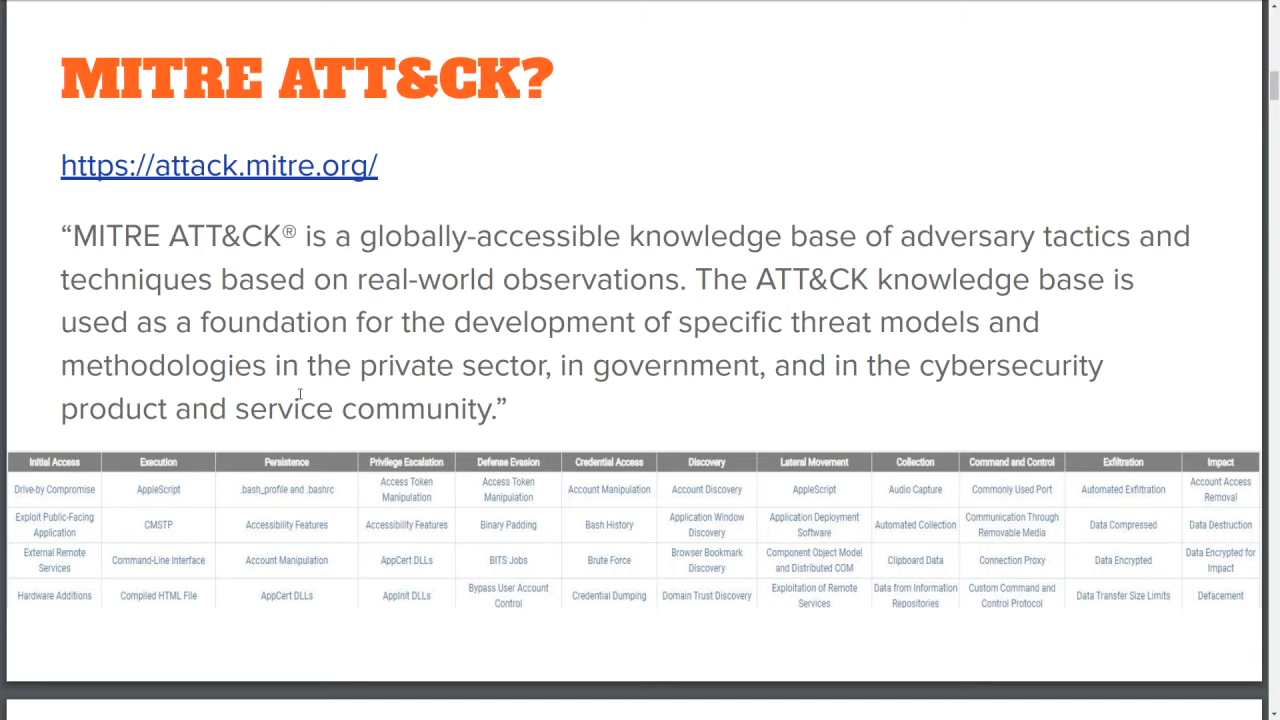 MITRE ATT&CK?
https://attack.mitre.org/
“MITRE ATT&CK® is a globally-accessible knowledge base of adversary tactics and
techniques based on real-world observations. The ATT&CK knowledge base is
used as a foundation for the development of specific threat models and
methodologies in the private sector, in government, and in the cybersecurity
product and service community.”
Initial Access Execution Persistence Privilege Escalation Defense Evasion Credential Access Discovery Lateral Movement Collection Command and Control Exfiltration Impact
Drive-by Compromise AppleScript .bash_profile and .bashrc Access Token Manipulation Access Token Manipulation Account Manipulation Account Discovery AppleScript Audio Capture Commonly Used Port Automated Exfiltration Account Access Removal
Exploit Public-Facing Application CMSTP Accessibility Features Accessibility Features Binary Padding Bash History Application Window Discovery Application Deployment Software Automated Collection Communication Through Removable Media Data Compressed Data Destruction
External Remote Services Command-Line Interface Account Manipulation AppCert DLLs BITS Jobs Brute Force Browser Bookmark Discovery Component Object Model and Distributed COM Clipboard Data Connection Proxy Data Encrypted Data Encrypted for Impact
Hardware Additions Compiled HTML File AppCert DLLs AppInit DLLs Bypass User Account Control Credential Dumping Domain Trust Discovery Exploitation of Remote Services Data from Information Repositories Custom Command and Control Protocol Data Transfer Size Limits Defacement